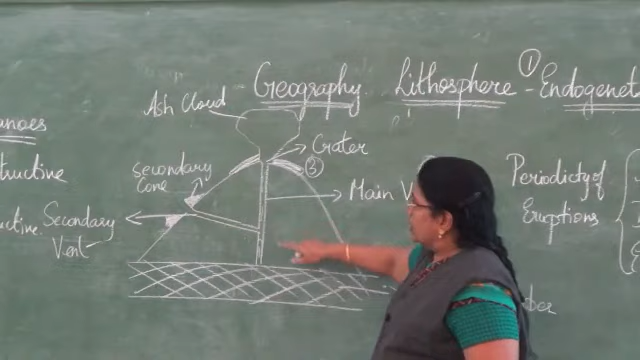 Geography Lithosphere - ① Endogenet
Ash Cloud
Crater
③
Secondary
Cone
Main V
Secondary
Vent
anoes
structive
uctive
Periodicty of
Eruptions
ber